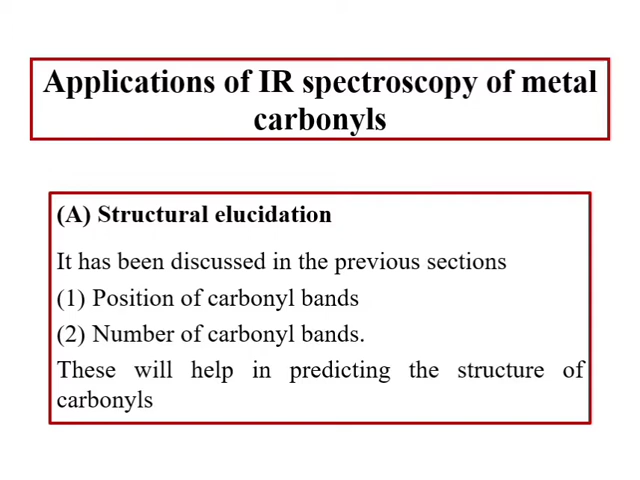 Applications of IR spectroscopy of metal
carbonyls
(A) Structural elucidation
It has been discussed in the previous sections
(1) Position of carbonyl bands
(2) Number of carbonyl bands.
These will help in predicting the structure of
carbonyls